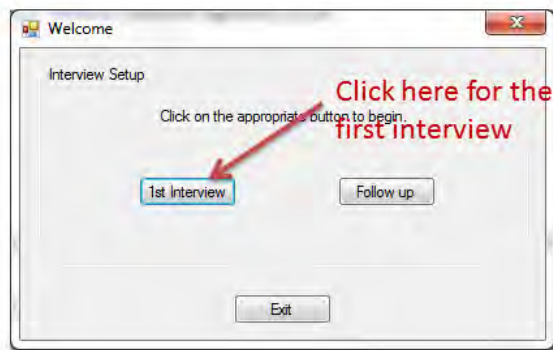 Welcome
Interview Setup
Click here for the
first interview
Click on the appropriate button to begin.
1st Interview
Follow up
Exit